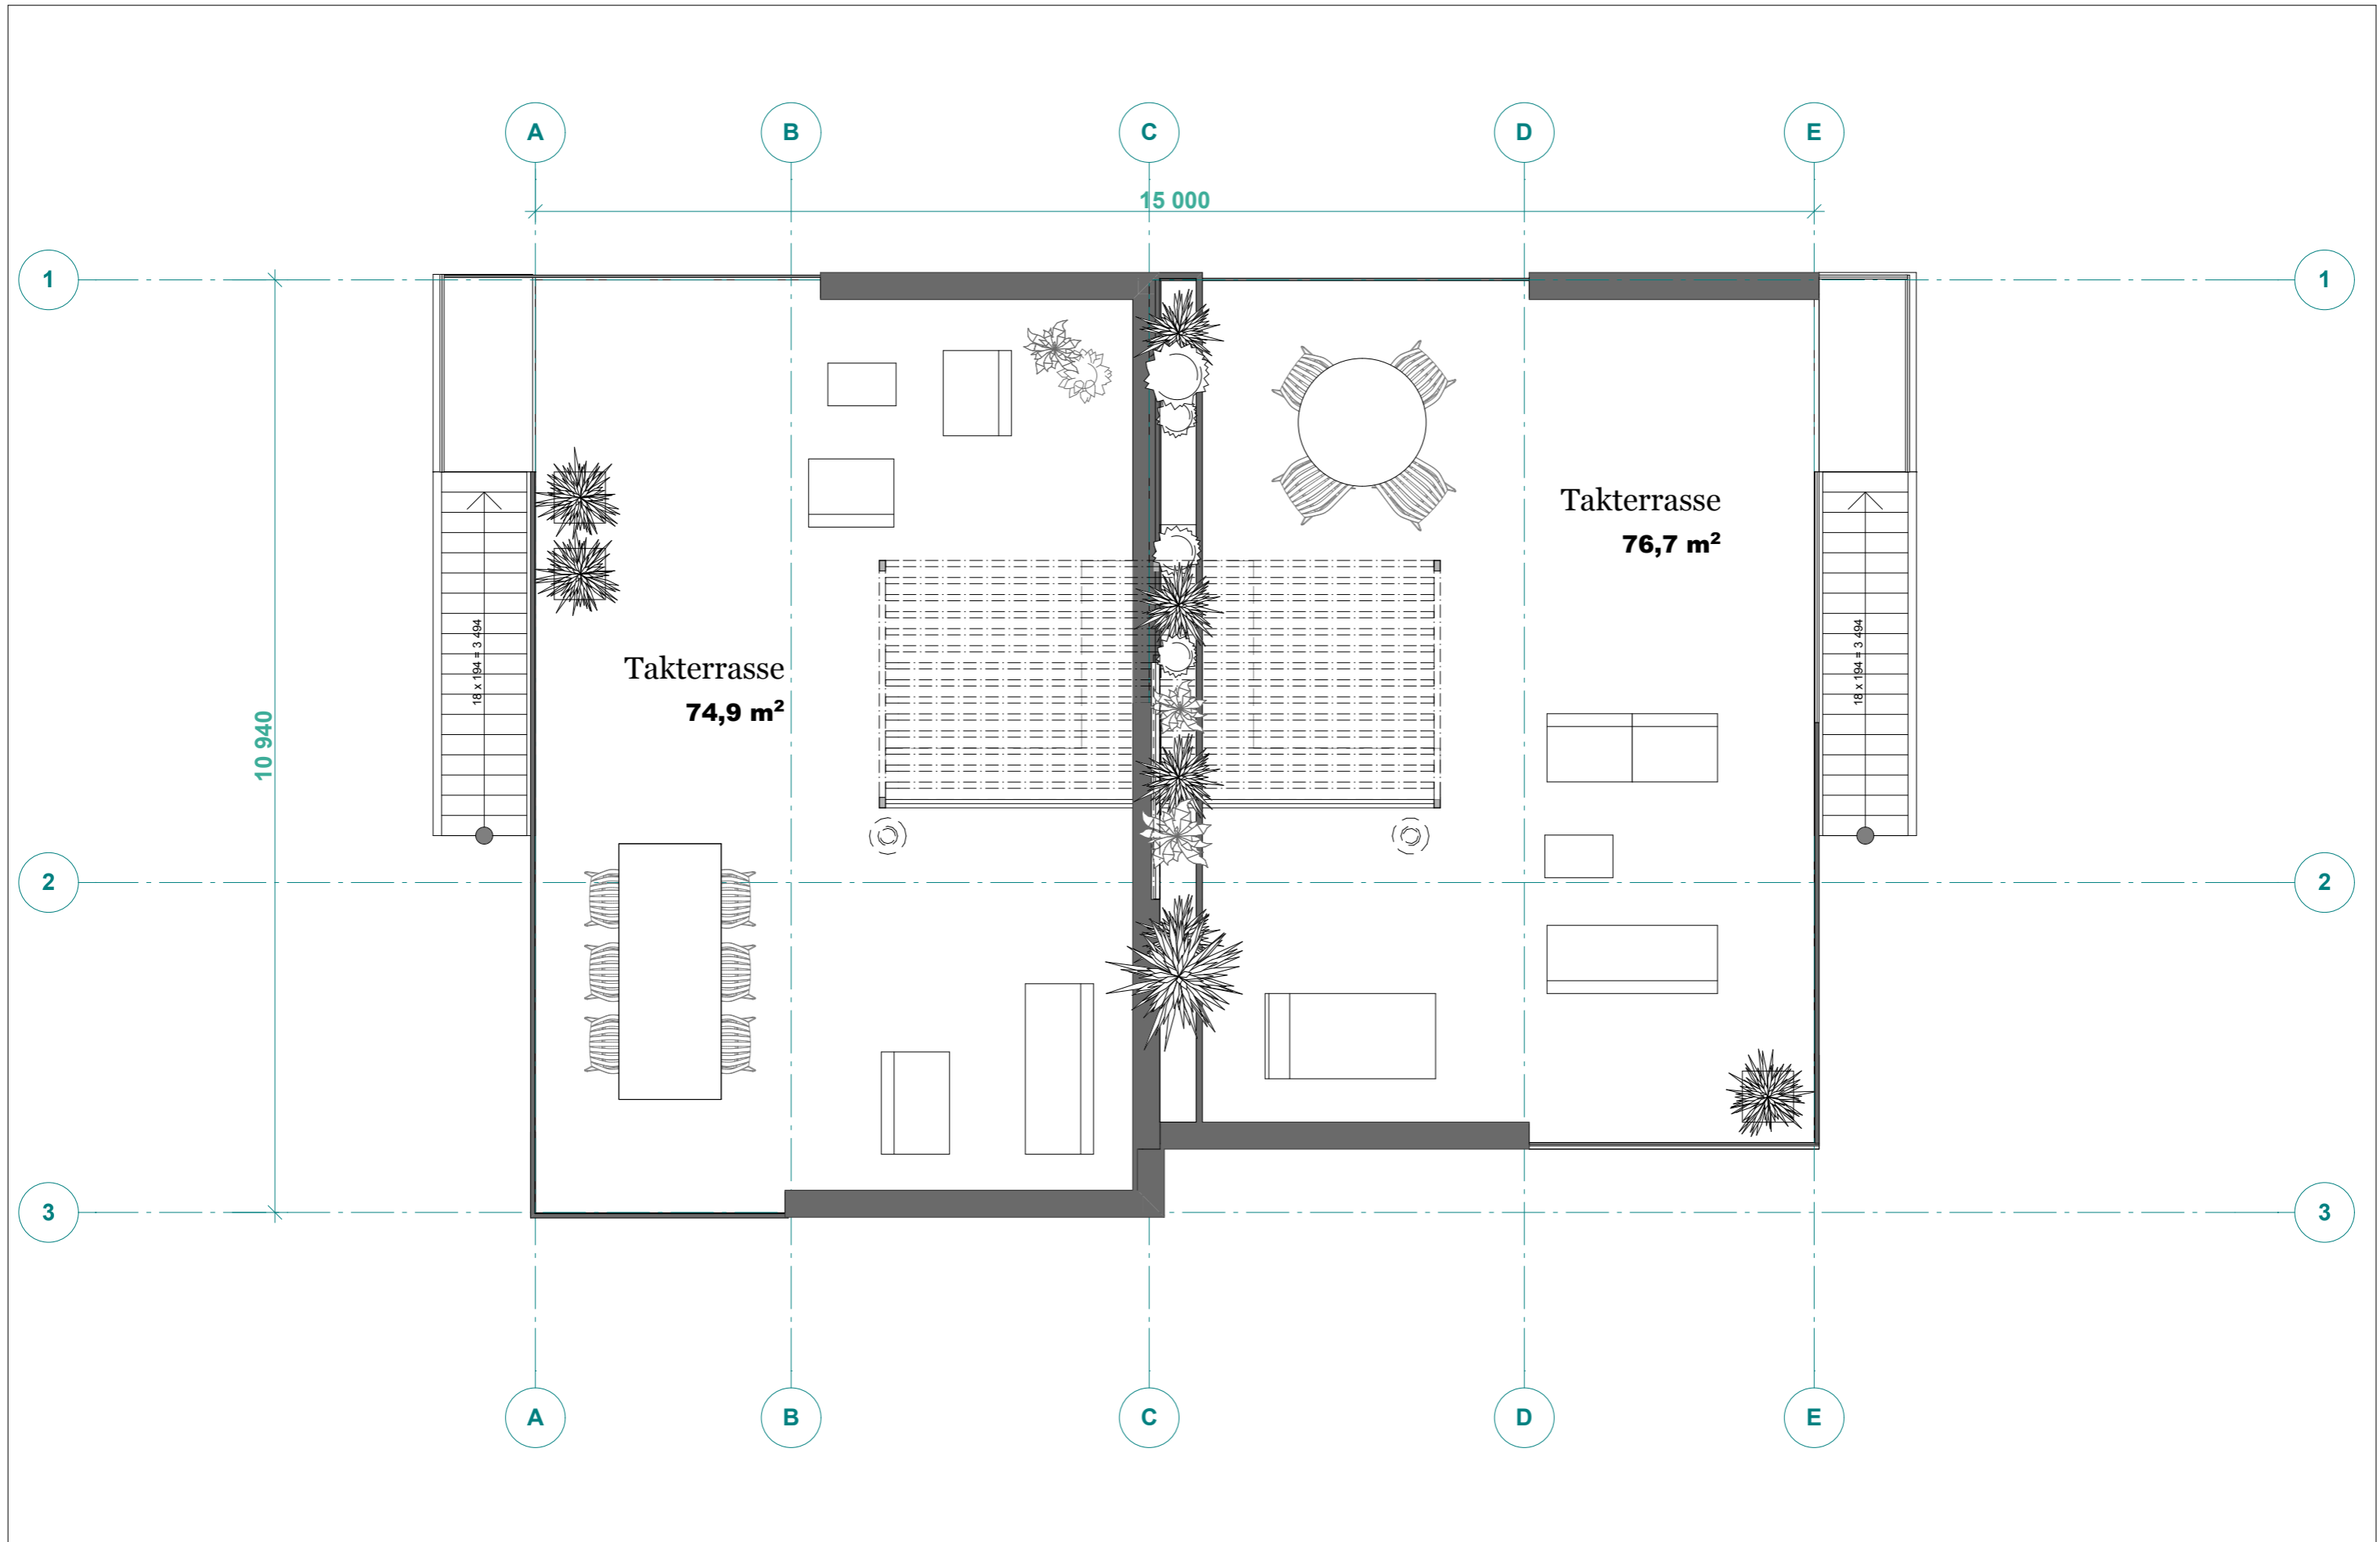 A B C D E
15 000
1 1
Takterrasse
76,7 m²
18 x 194 = 3 494
18 x 194 = 3 494
Takterrasse
74,9 m²
10 940
2 2
3 3
A B C D E